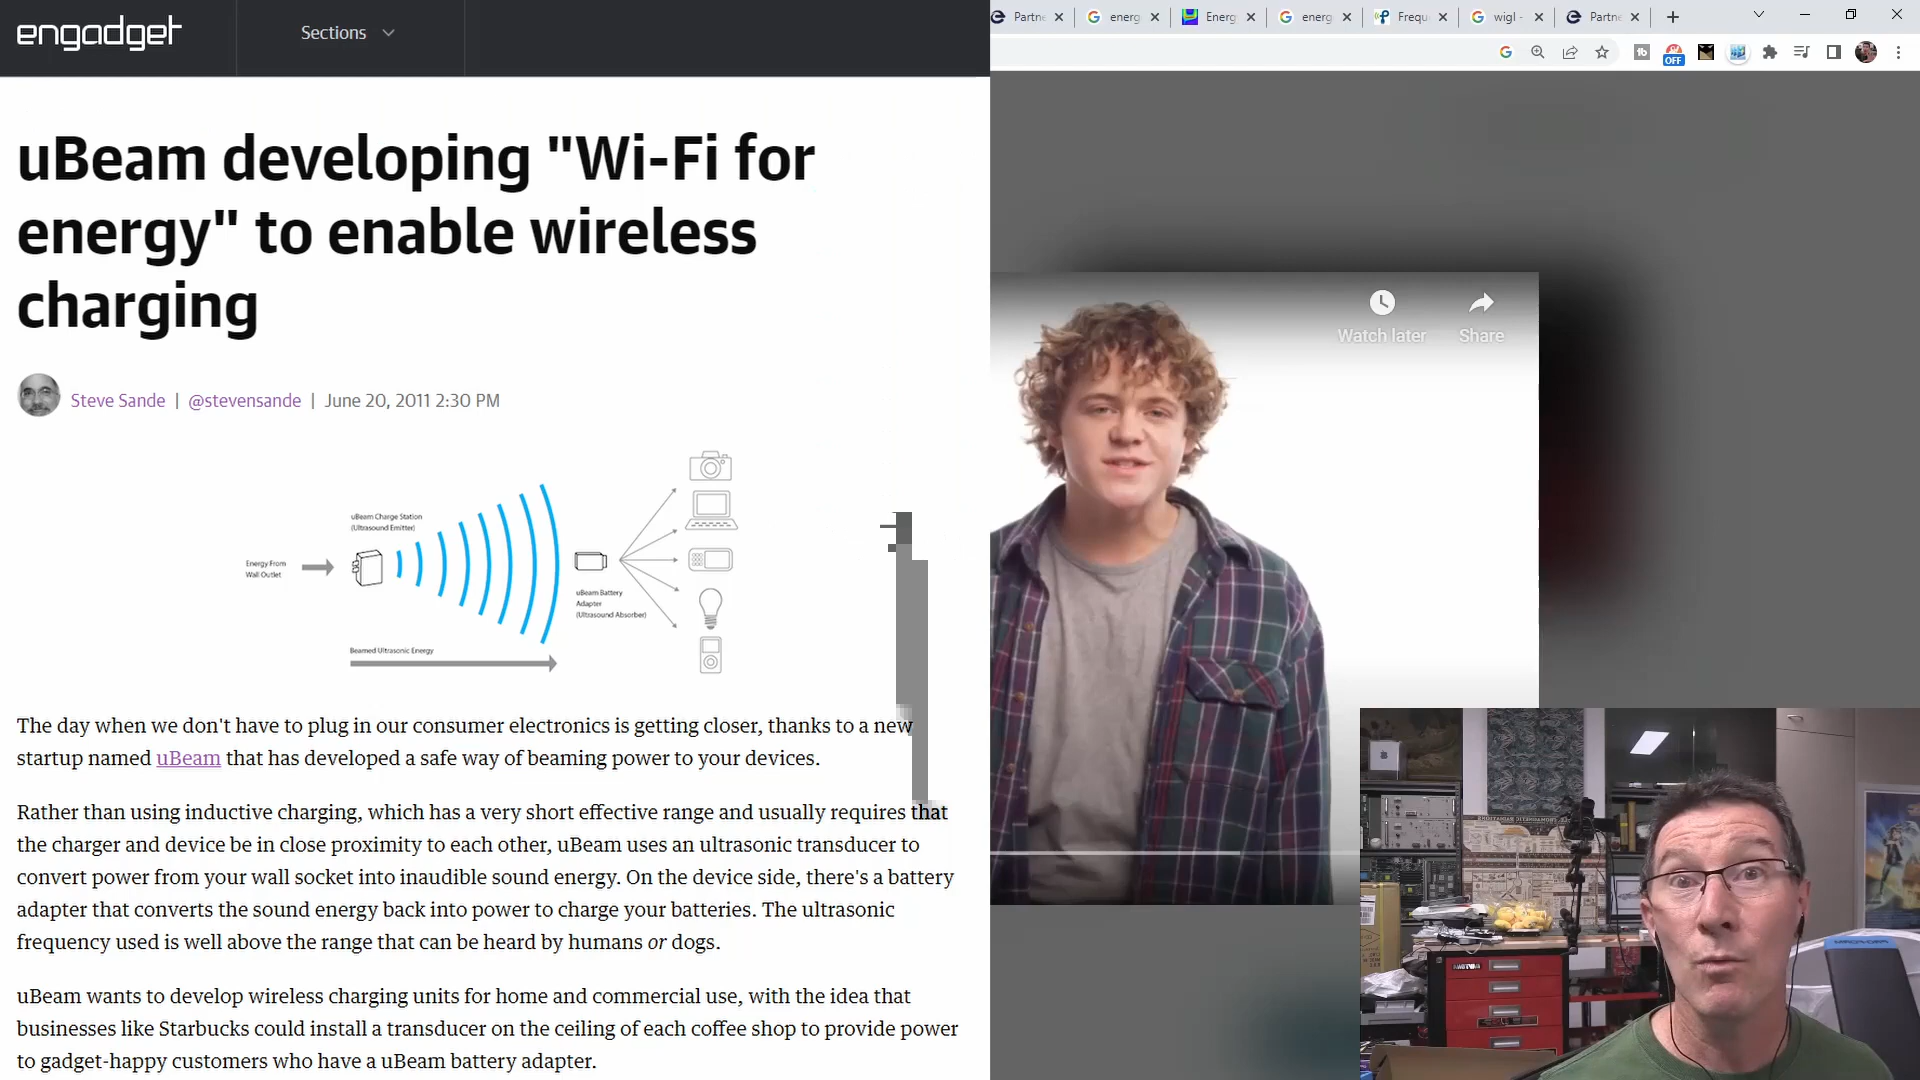 engadget
Sections
uBeam developing "Wi-Fi for
energy" to enable wireless
charging
Steve Sande | @stevensande | June 20, 2011 2:30 PM
uBeam Charge Station
(Ultrasound Emitter)
Energy From
Wall Outlet
uBeam Battery
Adapter
(Ultrasound Absorber)
Beamed Ultrasonic Energy
The day when we don't have to plug in our consumer electronics is getting closer, thanks to a new
startup named uBeam that has developed a safe way of beaming power to your devices.
Rather than using inductive charging, which has a very short effective range and usually requires that
the charger and device be in close proximity to each other, uBeam uses an ultrasonic transducer to
convert power from your wall socket into inaudible sound energy. On the device side, there's a battery
adapter that converts the sound energy back into power to charge your batteries. The ultrasonic
frequency used is well above the range that can be heard by humans or dogs.
uBeam wants to develop wireless charging units for home and commercial use, with the idea that
businesses like Starbucks could install a transducer on the ceiling of each coffee shop to provide power
to gadget-happy customers who have a uBeam battery adapter.
Partne
energ
Energ
energ
Frequ
wigl -
Partne
OFF
Watch later
Share